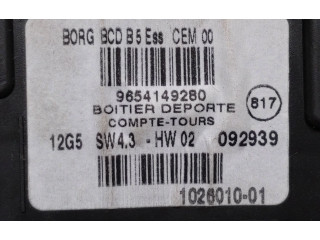 BORG BCD B5 Ess CEM 00
9654149280
BOITIER DEPORTE
817
COMPTE-TOURS
12G5 SW4.3 - HW 02 092939
1026010-01